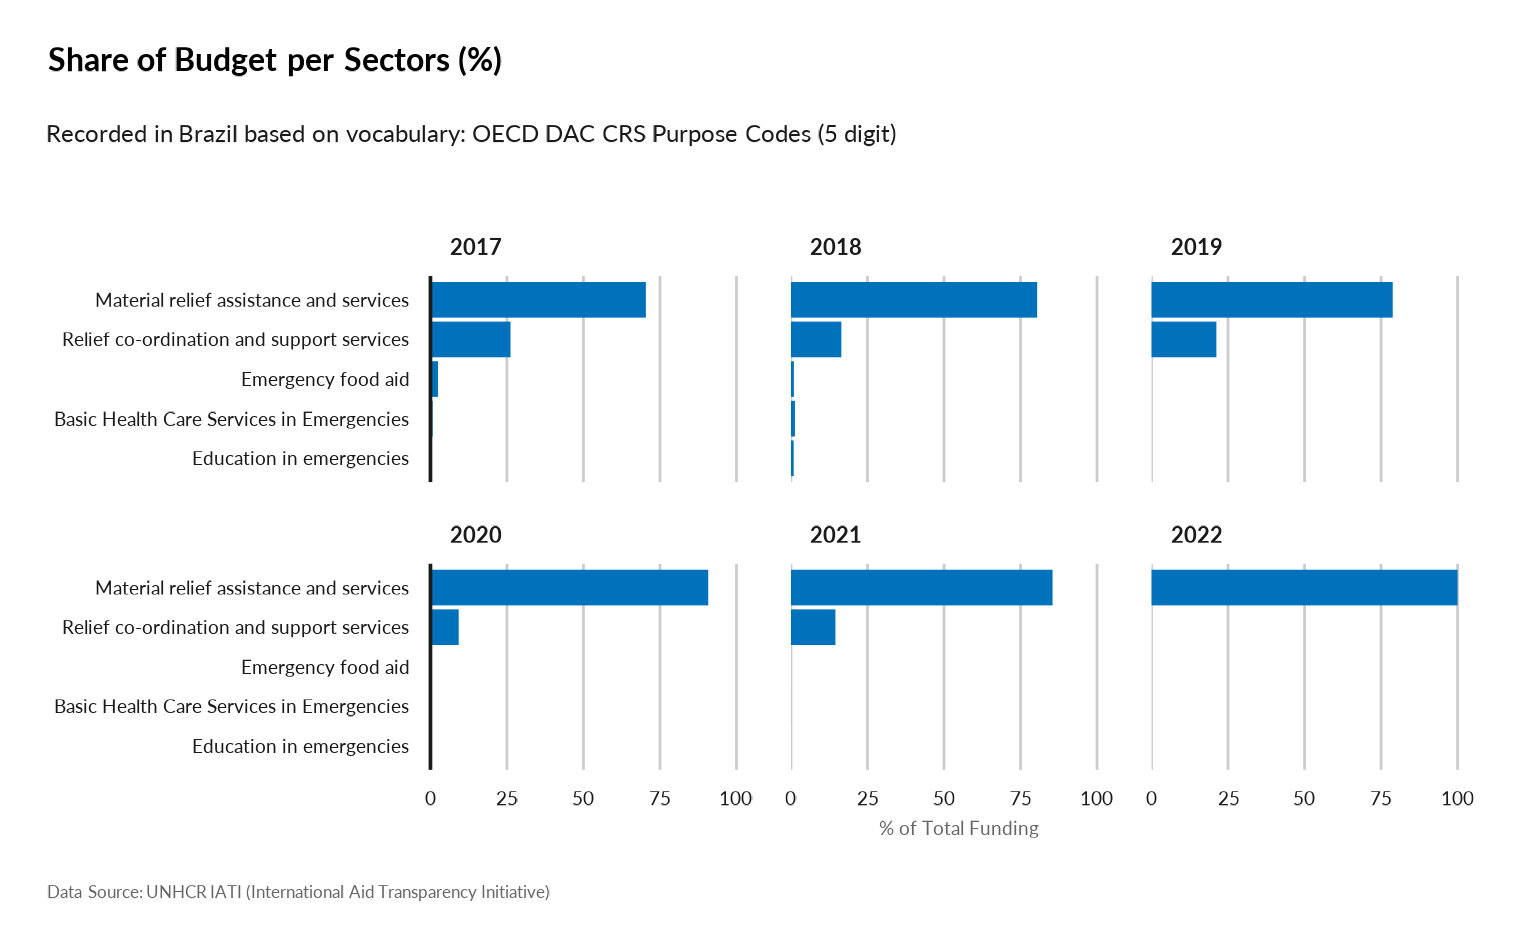 Share of Budget per Sectors (%)
Recorded in Brazil based on vocabulary: OECD DAC CRS Purpose Codes (5 digit)
2017 2018 2019
Material relief assistance and services
Relief co-ordination and support services
Emergency food aid
Basic Health Care Services in Emergencies
Education in emergencies
2020 2021 2022
Material relief assistance and services
Relief co-ordination and support services
Emergency food aid
Basic Health Care Services in Emergencies
Education in emergencies
0 25 50 75 100 0 25 50 75 100 0 25 50 75 100
% of Total Funding
Data Source: UNHCR IATI (International Aid Transparency Initiative)